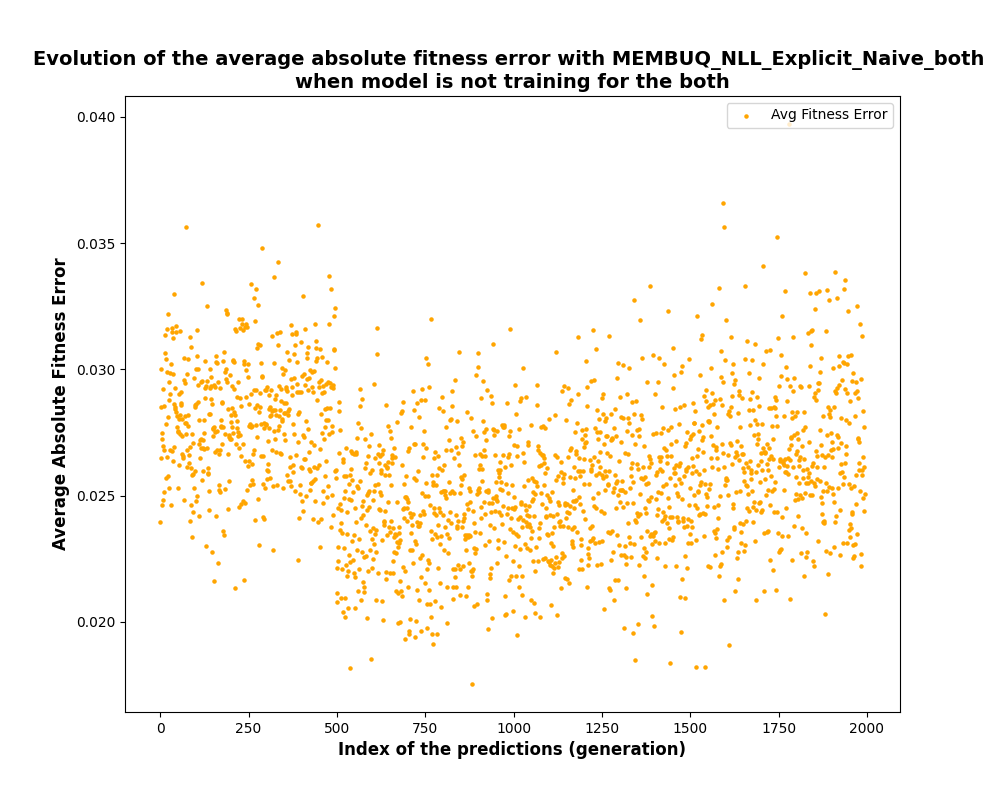 Evolution of the average absolute fitness error with MEMBUQ_NLL_Explicit_Naive_both
when model is not training for the both
Avg Fitness Error
Average Absolute Fitness Error
0.040
0.035
0.030
0.025
0.020
0
250
500
750
1000
1250
1500
1750
2000
Index of the predictions (generation)